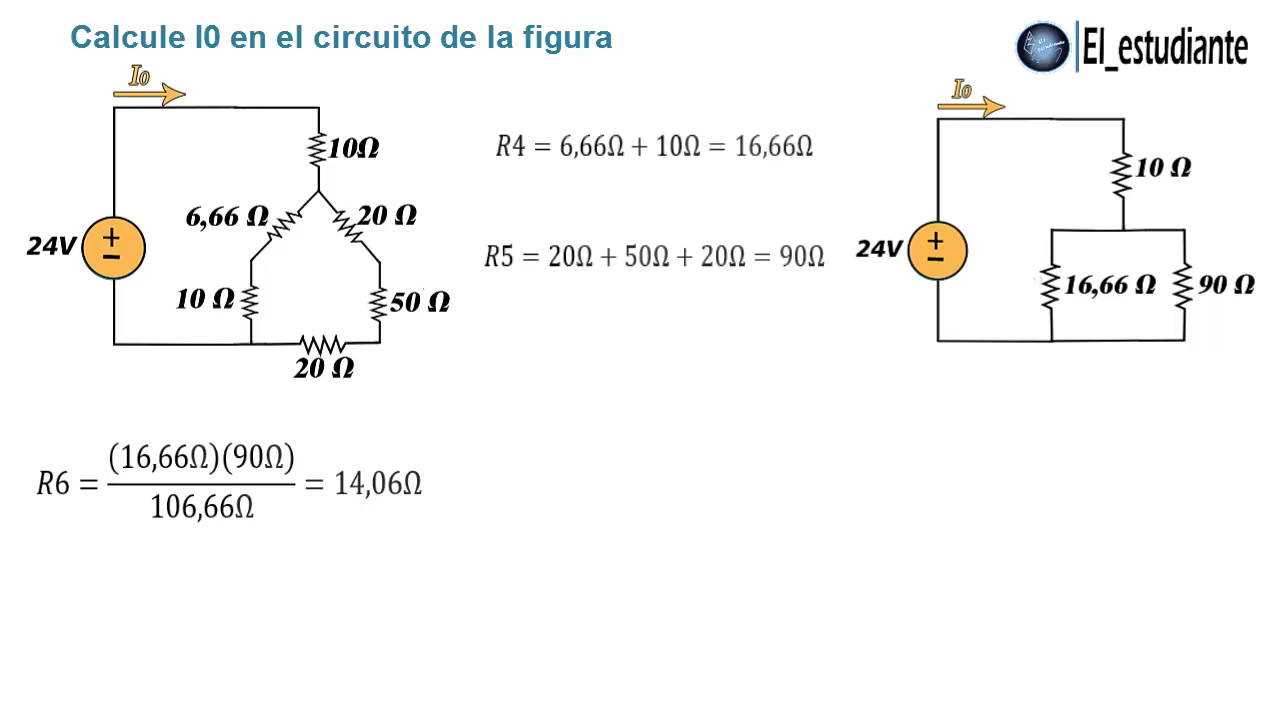 Calcule I0 en el circuito de la figura
El_estudiante
I₀
10Ω
6,66 Ω
20 Ω
24V
+
−
10 Ω
50 Ω
20 Ω
R4 = 6,66Ω + 10Ω = 16,66Ω
R5 = 20Ω + 50Ω + 20Ω = 90Ω
I₀
10 Ω
24V
+
−
16,66 Ω
90 Ω
R6 = (16,66Ω)(90Ω) / 106,66Ω = 14,06Ω